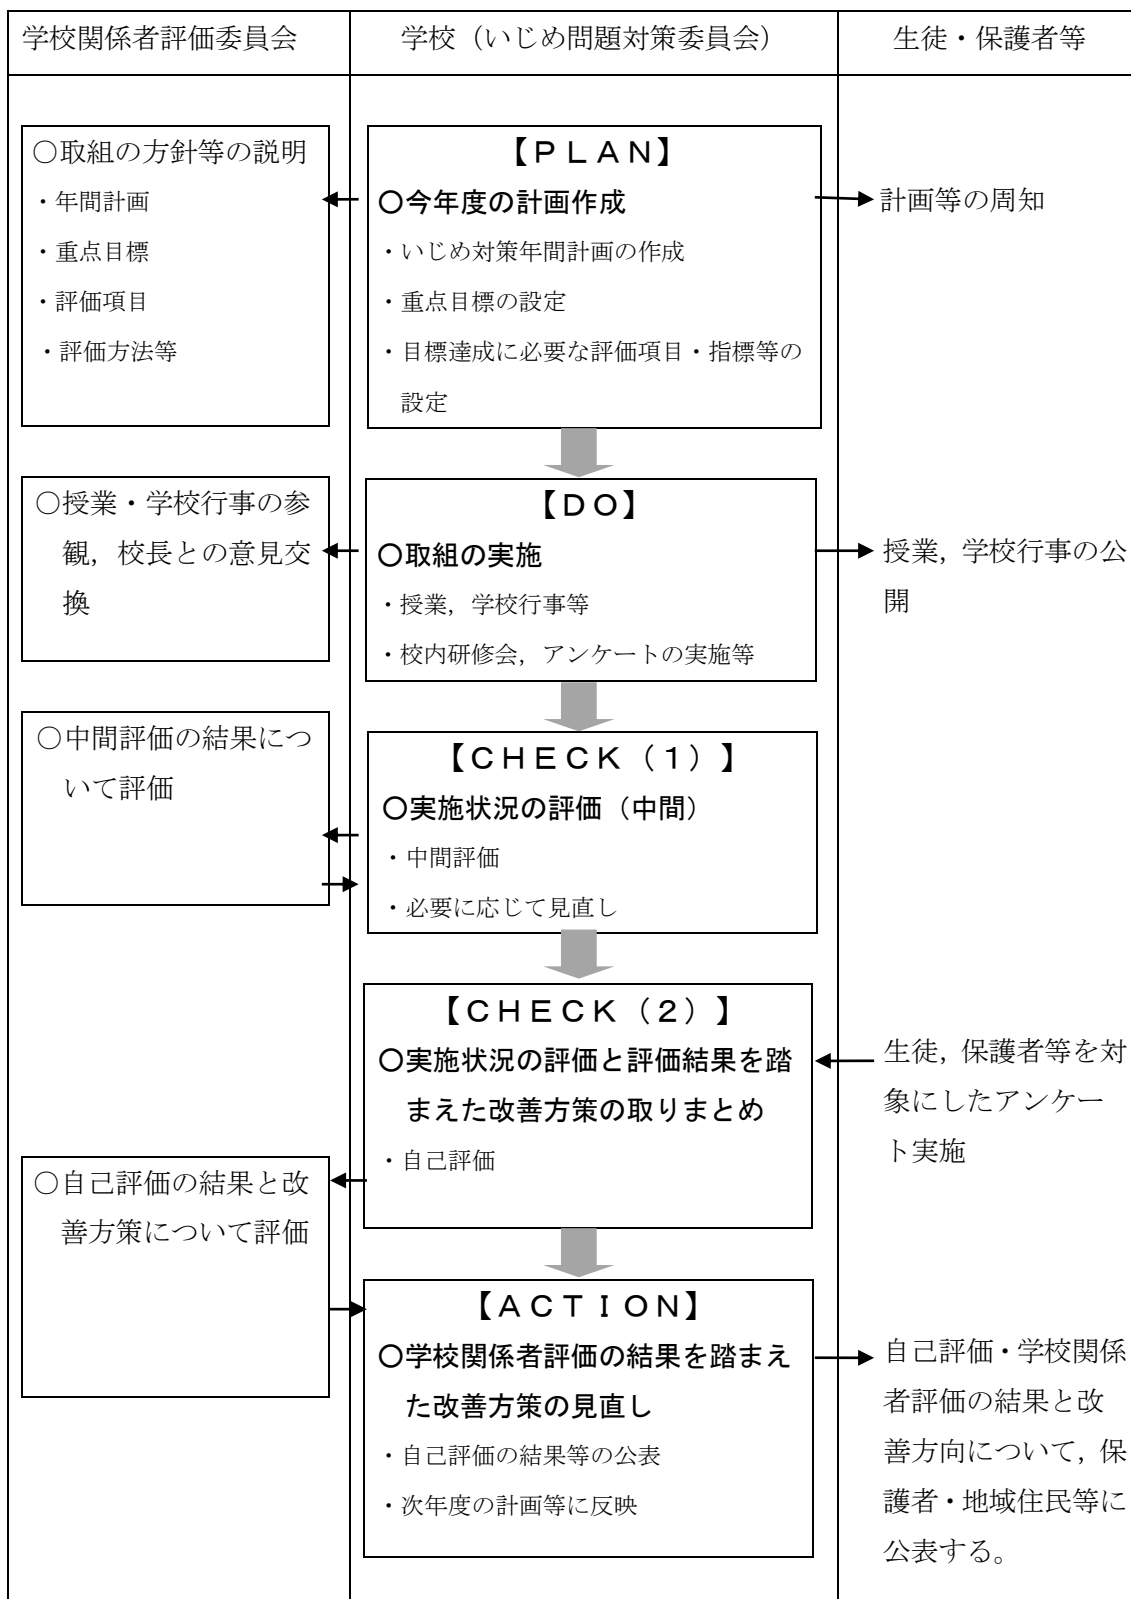 学校関係者評価委員会
学校（いじめ問題対策委員会）
生徒・保護者等
○取組の方針等の説明
・年間計画
・重点目標
・評価項目
・評価方法等
【ＰＬＡＮ】
○今年度の計画作成
・いじめ対策年間計画の作成
・重点目標の設定
・目標達成に必要な評価項目・指標等の
設定
計画等の周知
○授業・学校行事の参
観，校長との意見交
換
【ＤＯ】
○取組の実施
・授業，学校行事等
・校内研修会，アンケートの実施等
授業，学校行事の公
開
○中間評価の結果につ
いて評価
【ＣＨＥＣＫ（１）】
○実施状況の評価（中間）
・中間評価
・必要に応じて見直し
【ＣＨＥＣＫ（２）】
○実施状況の評価と評価結果を踏
まえた改善方策の取りまとめ
・自己評価
生徒，保護者等を対
象にしたアンケー
ト実施
○自己評価の結果と改
善方策について評価
【ＡＣＴＩＯＮ】
○学校関係者評価の結果を踏まえ
た改善方策の見直し
・自己評価の結果等の公表
・次年度の計画等に反映
自己評価・学校関係
者評価の結果と改
善方向について，保
護者・地域住民等に
公表する。